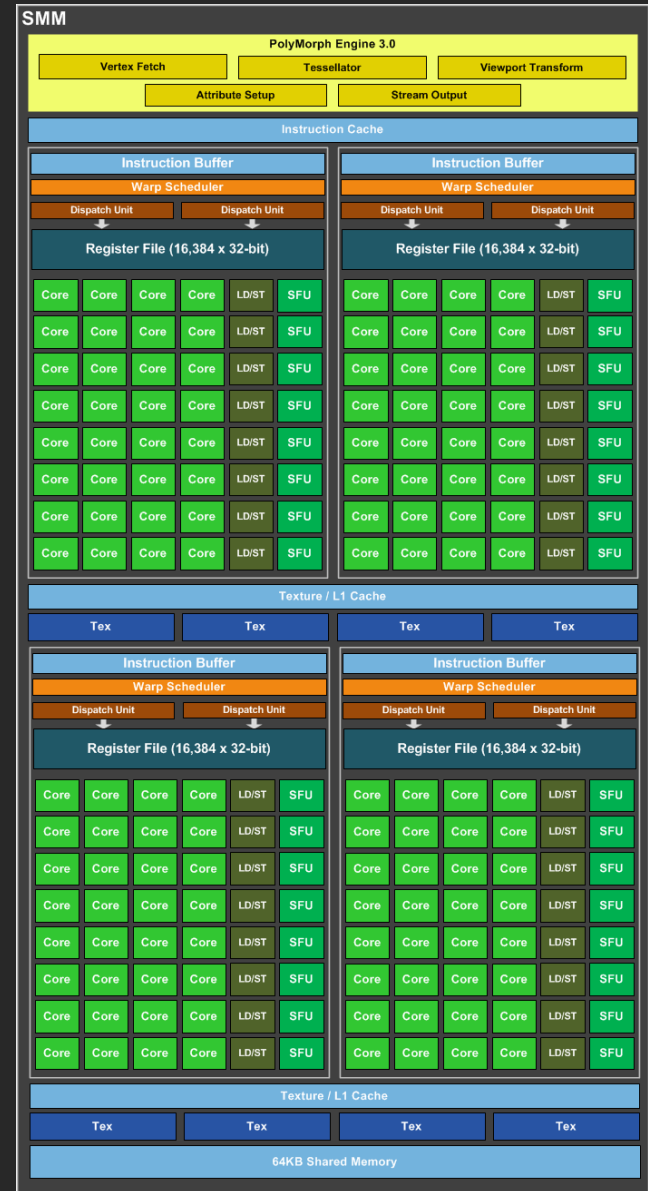 SMM
PolyMorph Engine 3.0
Vertex Fetch Tessellator Viewport Transform
Attribute Setup Stream Output
Instruction Cache
Instruction Buffer Instruction Buffer
Warp Scheduler Warp Scheduler
Dispatch Unit Dispatch Unit Dispatch Unit Dispatch Unit
Register File (16,384 x 32-bit) Register File (16,384 x 32-bit)
Core Core Core Core LD/ST SFU Core Core Core Core LD/ST SFU
Core Core Core Core LD/ST SFU Core Core Core Core LD/ST SFU
Core Core Core Core LD/ST SFU Core Core Core Core LD/ST SFU
Core Core Core Core LD/ST SFU Core Core Core Core LD/ST SFU
Core Core Core Core LD/ST SFU Core Core Core Core LD/ST SFU
Core Core Core Core LD/ST SFU Core Core Core Core LD/ST SFU
Core Core Core Core LD/ST SFU Core Core Core Core LD/ST SFU
Core Core Core Core LD/ST SFU Core Core Core Core LD/ST SFU
Texture / L1 Cache
Tex Tex Tex Tex
Instruction Buffer Instruction Buffer
Warp Scheduler Warp Scheduler
Dispatch Unit Dispatch Unit Dispatch Unit Dispatch Unit
Register File (16,384 x 32-bit) Register File (16,384 x 32-bit)
Core Core Core Core LD/ST SFU Core Core Core Core LD/ST SFU
Core Core Core Core LD/ST SFU Core Core Core Core LD/ST SFU
Core Core Core Core LD/ST SFU Core Core Core Core LD/ST SFU
Core Core Core Core LD/ST SFU Core Core Core Core LD/ST SFU
Core Core Core Core LD/ST SFU Core Core Core Core LD/ST SFU
Core Core Core Core LD/ST SFU Core Core Core Core LD/ST SFU
Core Core Core Core LD/ST SFU Core Core Core Core LD/ST SFU
Core Core Core Core LD/ST SFU Core Core Core Core LD/ST SFU
Texture / L1 Cache
Tex Tex Tex Tex
64KB Shared Memory